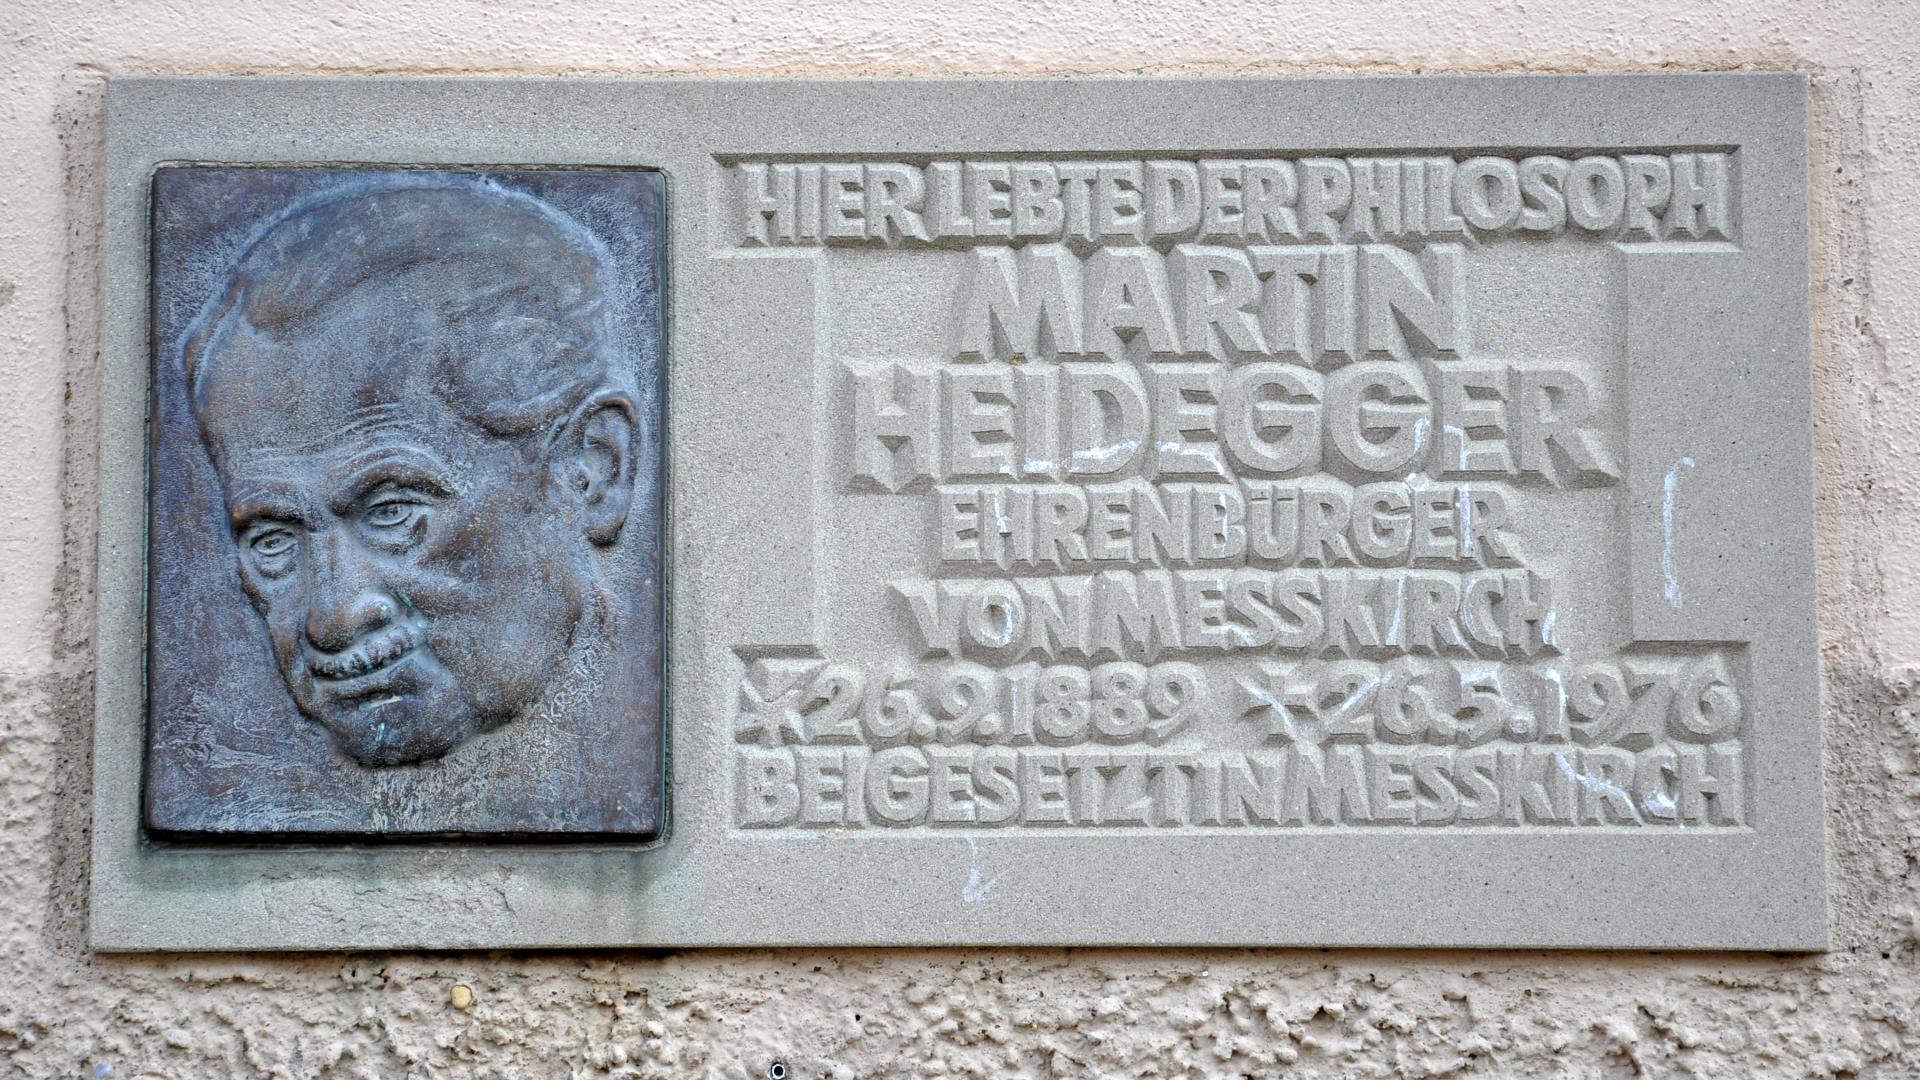 HIER LEBTE DER PHILOSOPH
MARTIN
HEIDEGGER
EHRENBÜRGER
VON MESSKIRCH
*26.9.1889 +26.5.1976
BEIGESETZT IN MESSKIRCH